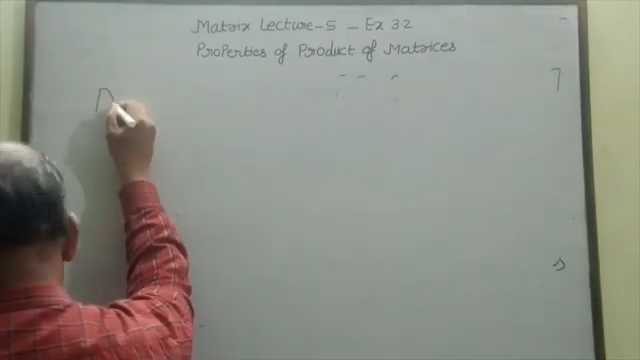 Matrix Lecture-5 - Ex 3.2
Properties of Product of Matrices